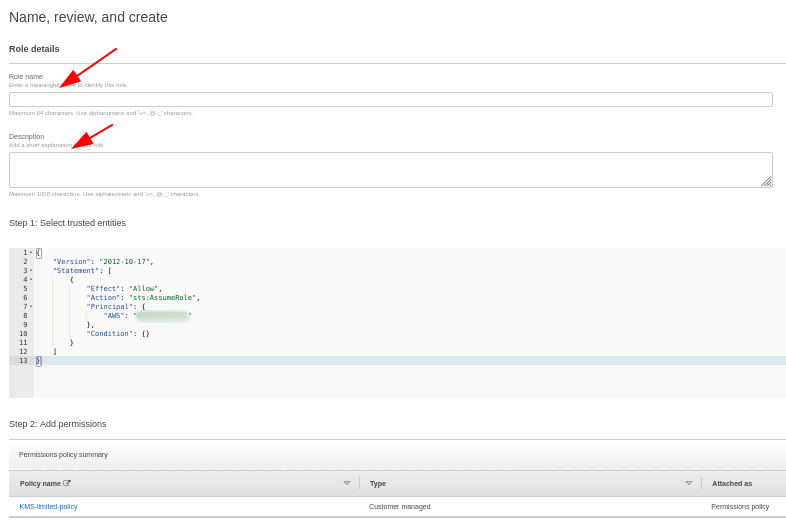 Name, review, and create
Role details
Role name
Enter a meaningful name to identify this role.
Maximum 64 characters. Use alphanumeric and '+=,.@-_' characters.
Description
Add a short explanation for this role.
Maximum 1000 characters. Use alphanumeric and '+=,.@-_' characters.
Step 1: Select trusted entities
1 {
2 "Version": "2012-10-17",
3 "Statement": [
4 {
5 "Effect": "Allow",
6 "Action": "sts:AssumeRole",
7 "Principal": {
8 "AWS": " "
9 },
10 "Condition": {}
11 }
12 ]
13 }
Step 2: Add permissions
Permissions policy summary
Policy name Type Attached as
KMS-limited-policy Customer managed Permissions policy